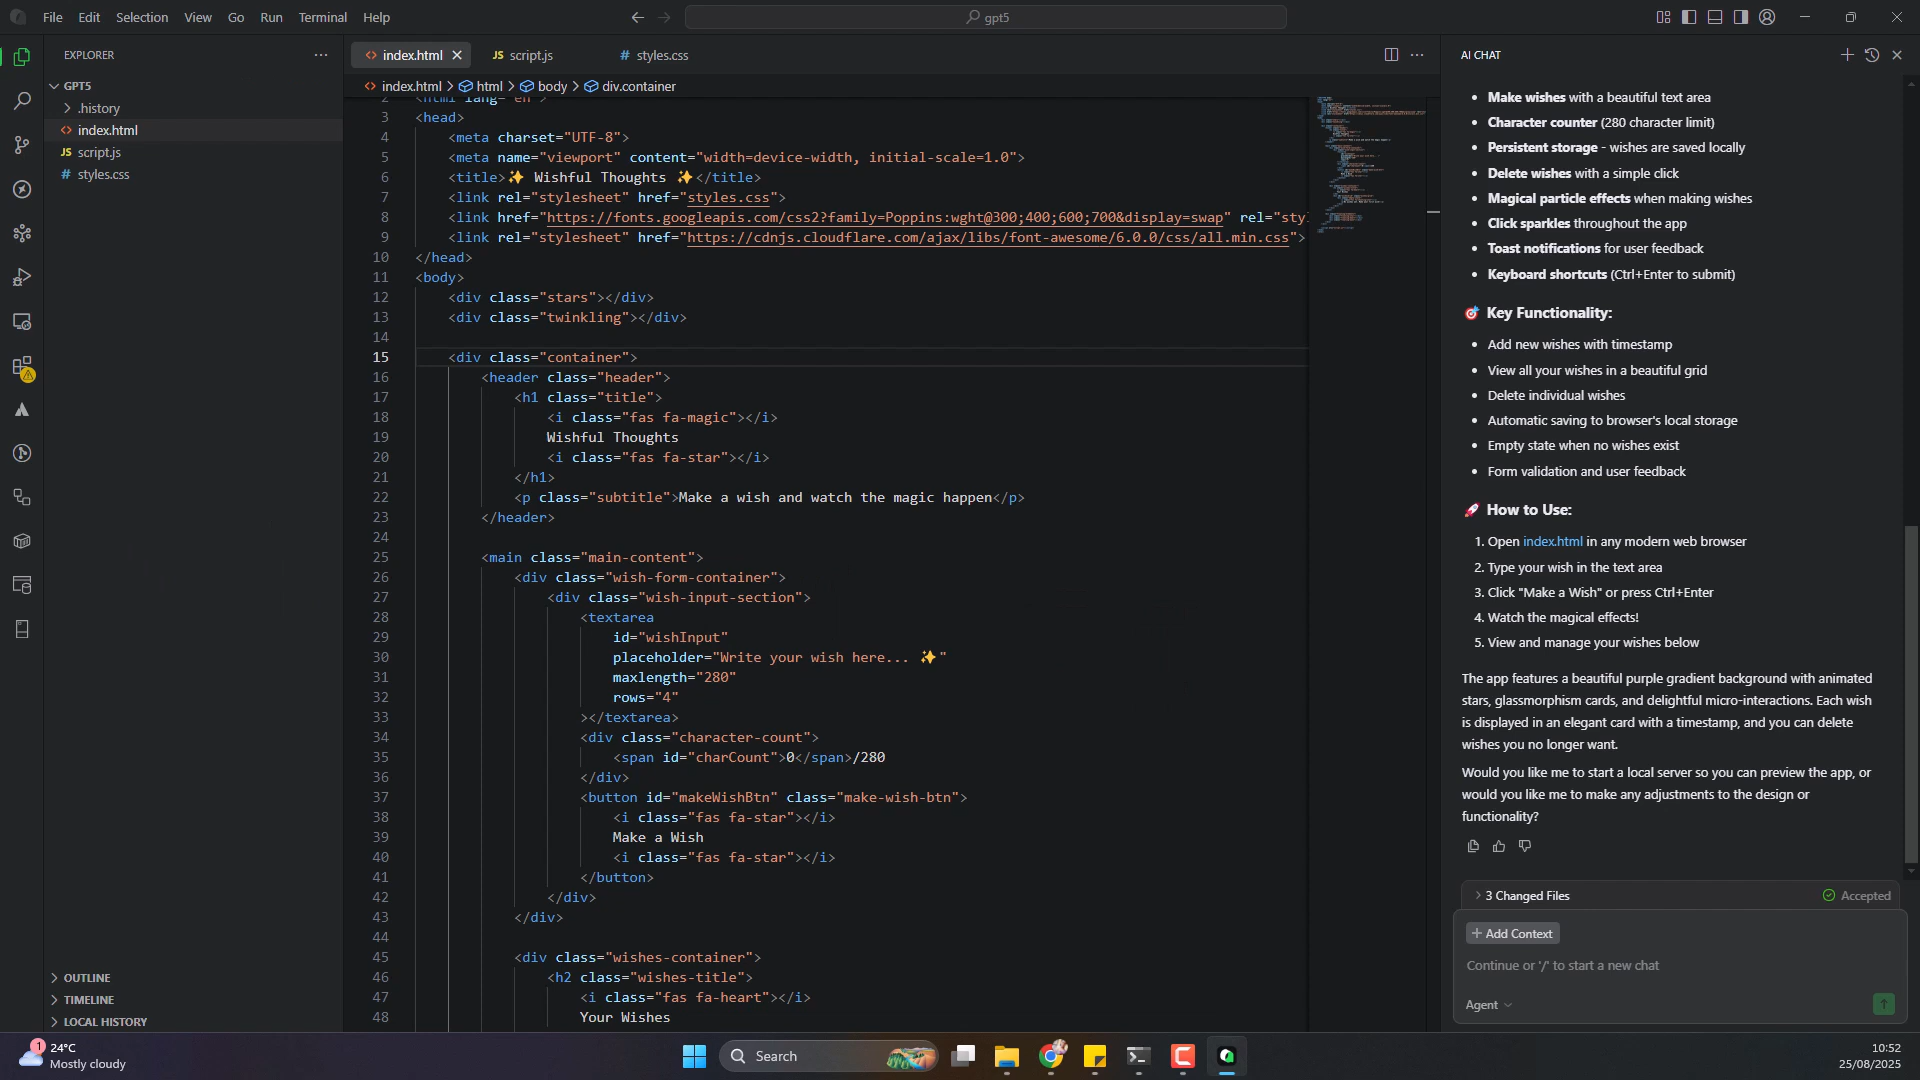 File Edit Selection View Go Run Terminal Help
gpt5
EXPLORER
GPT5
.history
index.html
JS script.js
# styles.css
OUTLINE
TIMELINE
LOCAL HISTORY
index.html
JS script.js
# styles.css
index.html > html > body > div.container
2 <html lang="en">
3 <head>
4 <meta charset="UTF-8">
5 <meta name="viewport" content="width=device-width, initial-scale=1.0">
6 <title>✨ Wishful Thoughts ✨</title>
7 <link rel="stylesheet" href="styles.css">
8 <link href="https://fonts.googleapis.com/css2?family=Poppins:wght@300;400;600;700&display=swap" rel="sty
9 <link rel="stylesheet" href="https://cdnjs.cloudflare.com/ajax/libs/font-awesome/6.0.0/css/all.min.css">
10 </head>
11 <body>
12 <div class="stars"></div>
13 <div class="twinkling"></div>
14
15 <div class="container">
16 <header class="header">
17 <h1 class="title">
18 <i class="fas fa-magic"></i>
19 Wishful Thoughts
20 <i class="fas fa-star"></i>
21 </h1>
22 <p class="subtitle">Make a wish and watch the magic happen</p>
23 </header>
24
25 <main class="main-content">
26 <div class="wish-form-container">
27 <div class="wish-input-section">
28 <textarea
29 id="wishInput"
30 placeholder="Write your wish here... ✨"
31 maxlength="280"
32 rows="4"
33 ></textarea>
34 <div class="character-count">
35 <span id="charCount">0</span>/280
36 </div>
37 <button id="makeWishBtn" class="make-wish-btn">
38 <i class="fas fa-star"></i>
39 Make a Wish
40 <i class="fas fa-star"></i>
41 </button>
42 </div>
43 </div>
44
45 <div class="wishes-container">
46 <h2 class="wishes-title">
47 <i class="fas fa-heart"></i>
48 Your Wishes
AI CHAT
• Make wishes with a beautiful text area
• Character counter (280 character limit)
• Persistent storage - wishes are saved locally
• Delete wishes with a simple click
• Magical particle effects when making wishes
• Click sparkles throughout the app
• Toast notifications for user feedback
• Keyboard shortcuts (Ctrl+Enter to submit)
🎯 Key Functionality:
• Add new wishes with timestamp
• View all your wishes in a beautiful grid
• Delete individual wishes
• Automatic saving to browser's local storage
• Empty state when no wishes exist
• Form validation and user feedback
🚀 How to Use:
1. Open index.html in any modern web browser
2. Type your wish in the text area
3. Click "Make a Wish" or press Ctrl+Enter
4. Watch the magical effects!
5. View and manage your wishes below
The app features a beautiful purple gradient background with animated
stars, glassmorphism cards, and delightful micro-interactions. Each wish
is displayed in an elegant card with a timestamp, and you can delete
wishes you no longer want.
Would you like me to start a local server so you can preview the app, or
would you like me to make any adjustments to the design or
functionality?
3 Changed Files Accepted
+ Add Context
Continue or '/' to start a new chat
Agent
1
24°C
Mostly cloudy
Search
10:52
25/08/2025